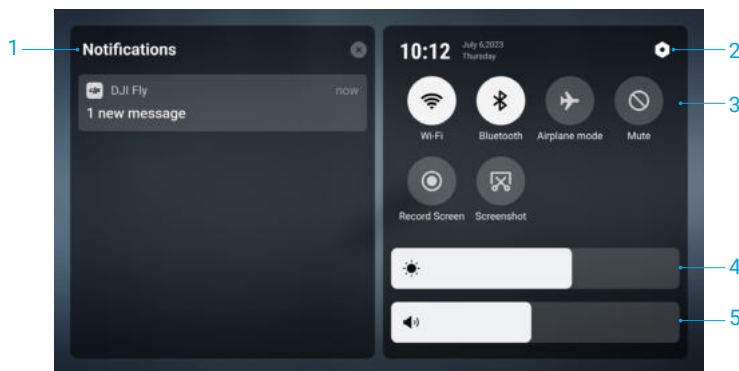 1
Notifications
DJI Fly
now
1 new message
10:12
July 6,2023
Thursday
2
3
Wi-Fi
Bluetooth
Airplane mode
Mute
Record Screen
Screenshot
4
5